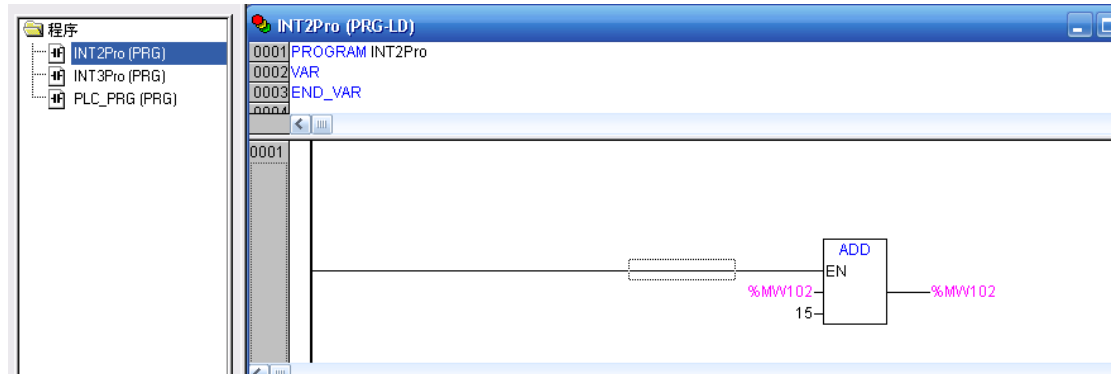 程序
INT2Pro (PRG)
INT3Pro (PRG)
PLC_PRG (PRG)
INT2Pro (PRG-LD)
0001 PROGRAM INT2Pro
0002 VAR
0003 END_VAR
0004
0001
ADD
EN
%MW102 %MW102
15